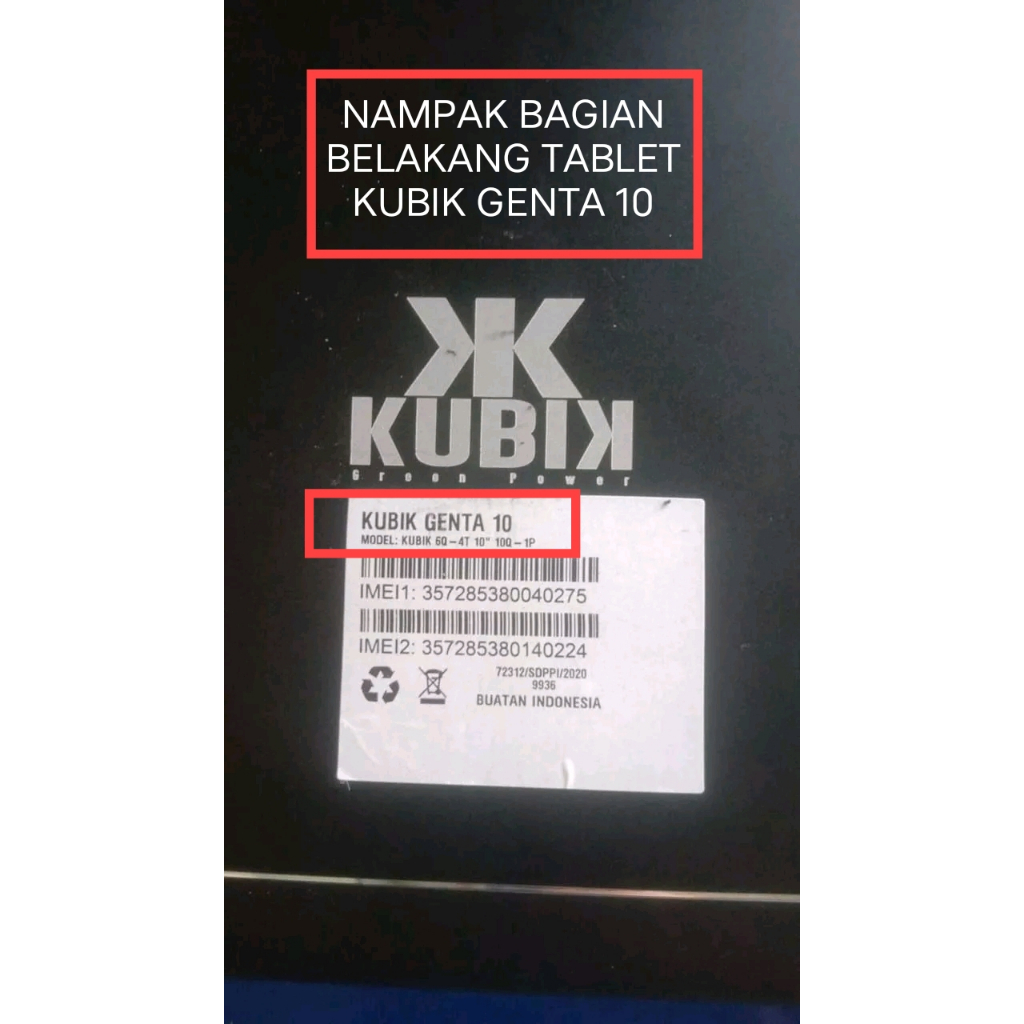 NAMPAK BAGIAN
BELAKANG TABLET
KUBIK GENTA 10
KUBIK
Green Power
KUBIK GENTA 10
MODEL: KUBIK 6Q-4T 10" 10Q-1P
IMEI1: 357285380040275
IMEI2: 357285380140224
72312/SDPPI/2020
9936
BUATAN INDONESIA